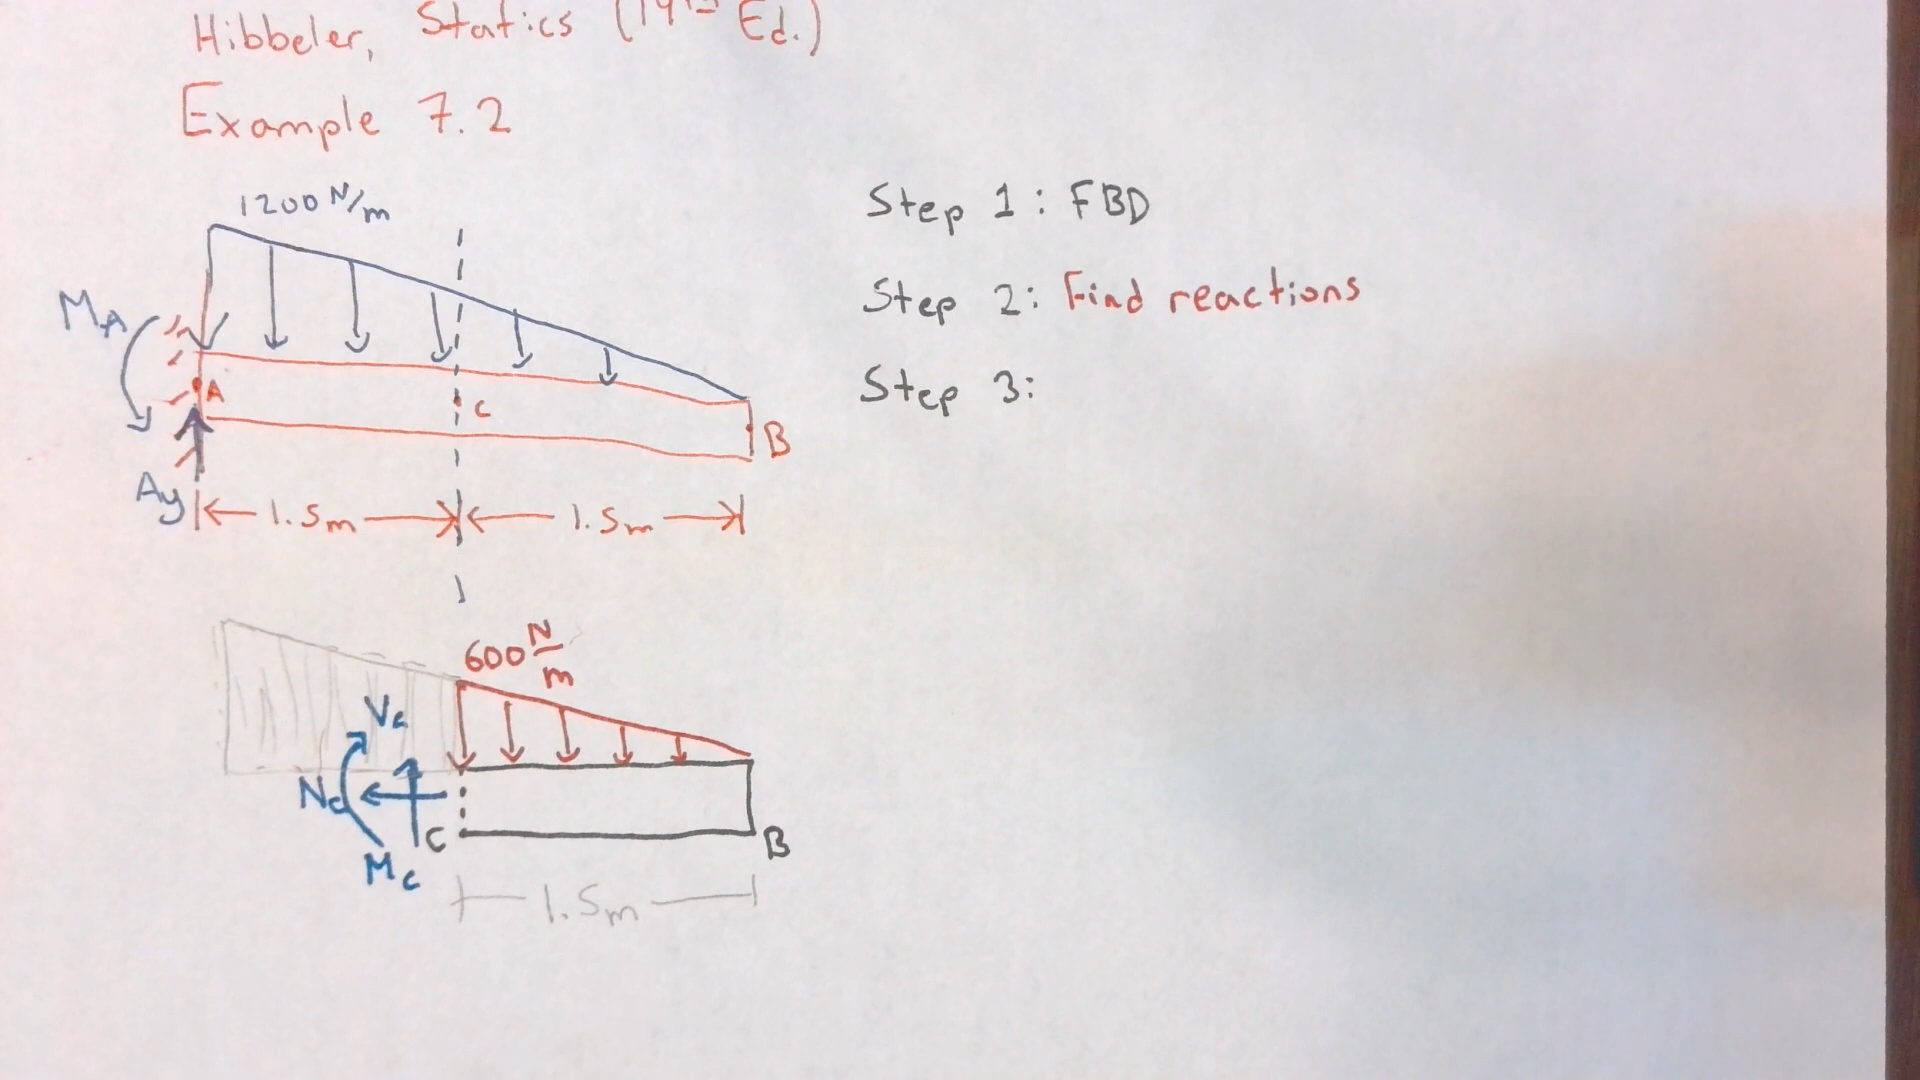 Hibbeler, Statics (14th Ed.)
Example 7.2
1200 N/m
Step 1: FBD
Step 2: Find reactions
Step 3:
MA
A
C
B
Ay
1.5m
1.5m
600 N/m
Vc
Nc
C
B
Mc
1.5m